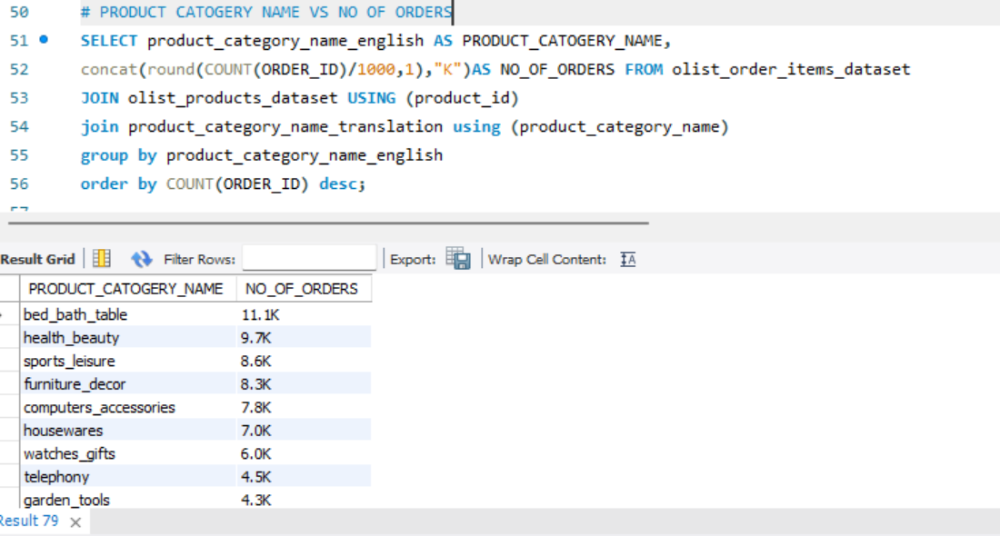 50 # PRODUCT CATOGERY NAME VS NO OF ORDERS
51 SELECT product_category_name_english AS PRODUCT_CATOGERY_NAME,
52 concat(round(COUNT(ORDER_ID)/1000,1),"K")AS NO_OF_ORDERS FROM olist_order_items_dataset
53 JOIN olist_products_dataset USING (product_id)
54 join product_category_name_translation using (product_category_name)
55 group by product_category_name_english
56 order by COUNT(ORDER_ID) desc;
57
Result Grid Filter Rows: Export: Wrap Cell Content: IA
PRODUCT_CATOGERY_NAME NO_OF_ORDERS
bed_bath_table 11.1K
health_beauty 9.7K
sports_leisure 8.6K
furniture_decor 8.3K
computers_accessories 7.8K
housewares 7.0K
watches_gifts 6.0K
telephony 4.5K
garden_tools 4.3K
Result 79